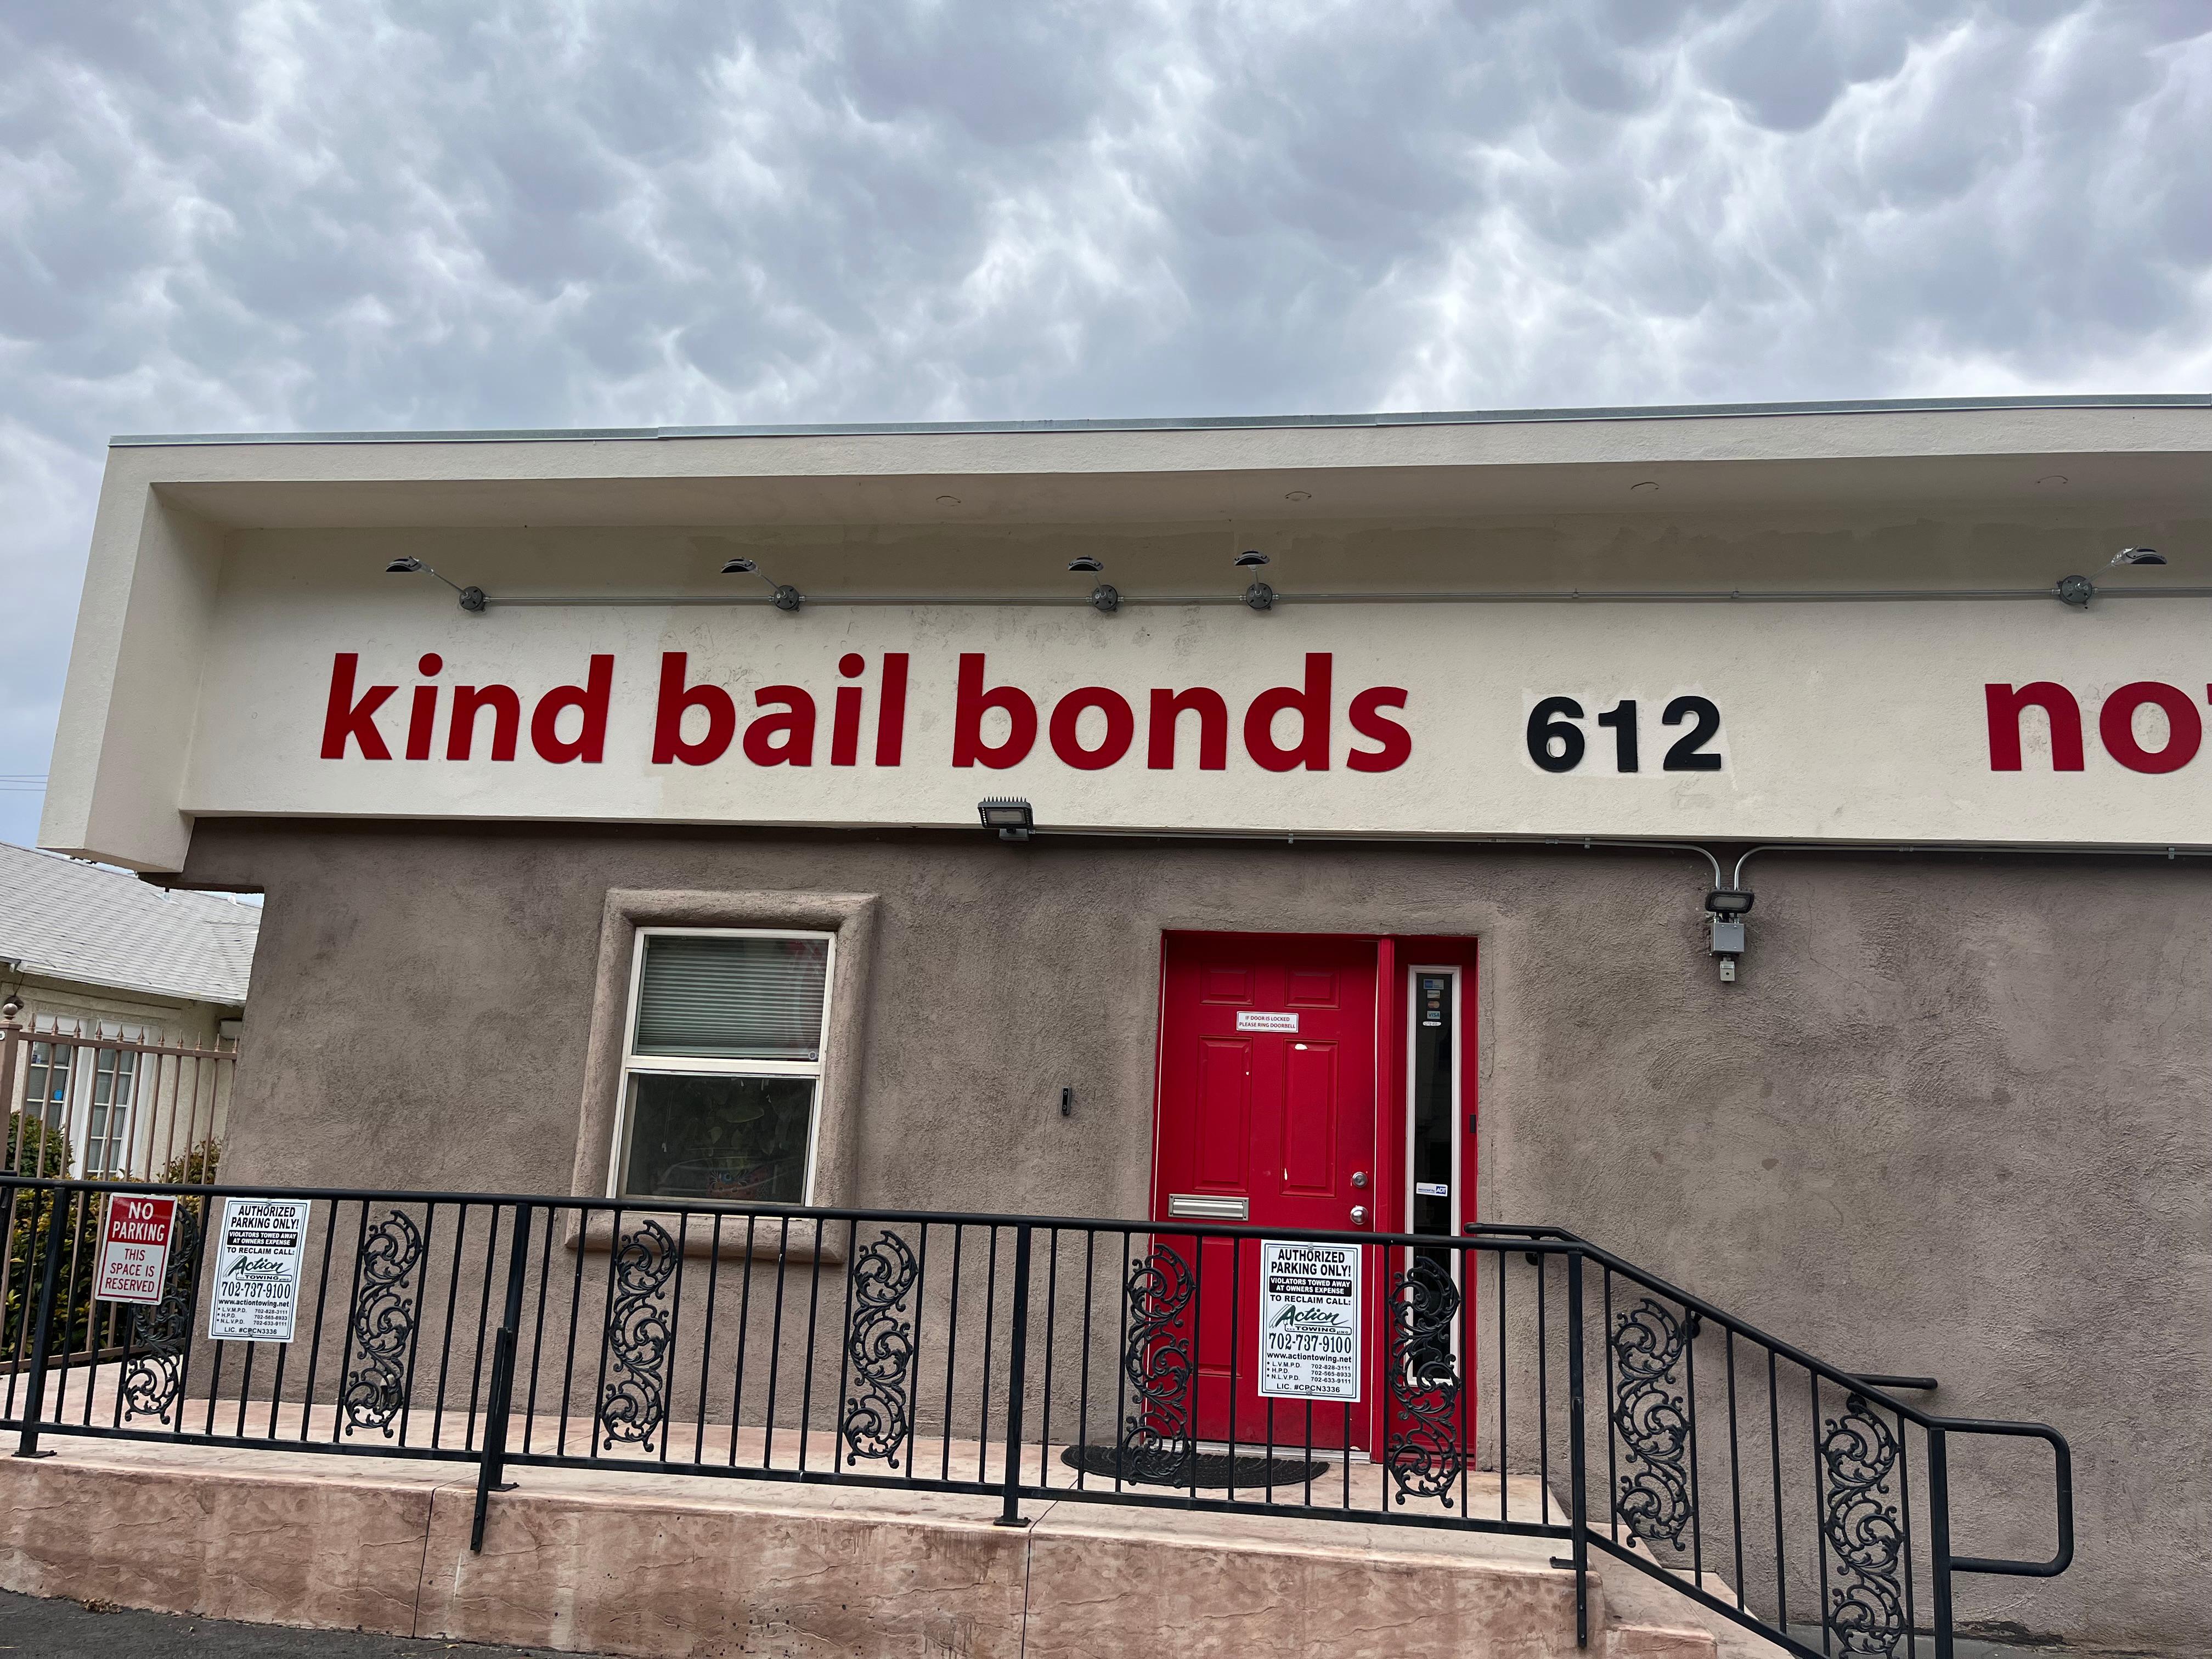 kind bail bonds 612 no
IF DOOR IS LOCKED
PLEASE RING DOORBELL
VISA
ADT
NO
PARKING
THIS
SPACE IS
RESERVED
AUTHORIZED
PARKING ONLY!
VIOLATORS TOWED AWAY
AT OWNERS EXPENSE
TO RECLAIM CALL:
Action
TOWING
702-737-9100
www.actiontowing.net
• L.V.M.P.D. 702-828-3111
• H.P.D. 702-565-8933
• N.L.V.P.D. 702-633-9111
LIC. #CPCN3336
AUTHORIZED
PARKING ONLY!
VIOLATORS TOWED AWAY
AT OWNERS EXPENSE
TO RECLAIM CALL:
Action
TOWING
702-737-9100
www.actiontowing.net
• L.V.M.P.D. 702-828-3111
• H.P.D. 702-565-8933
• N.L.V.P.D. 702-633-9111
LIC. #CPCN3336